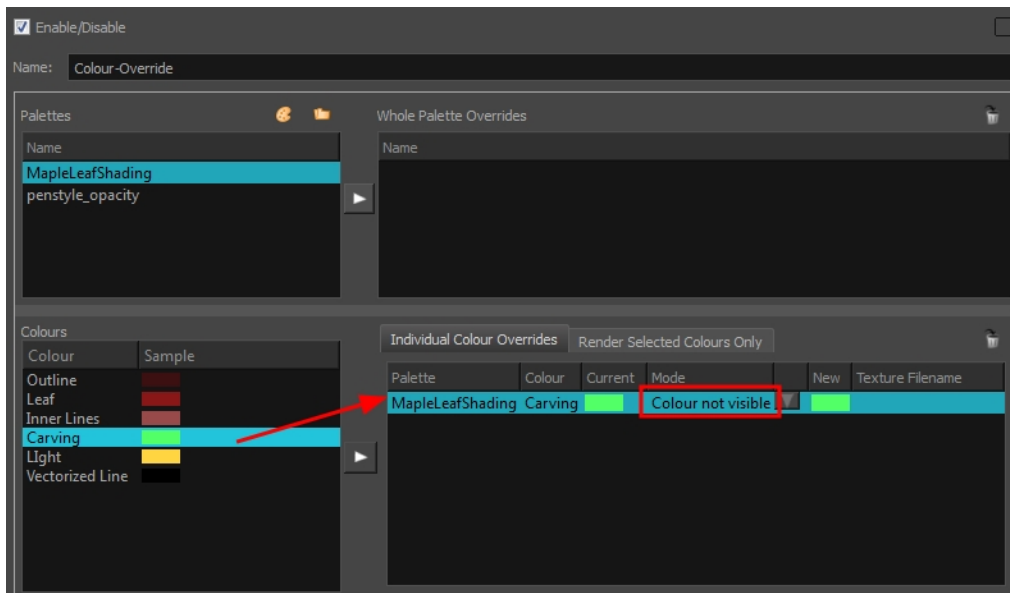 Enable/Disable
Name: Colour-Override
Palettes
Whole Palette Overrides
Name
Name
MapleLeafShading
penstyle_opacity
Colours
Individual Colour Overrides Render Selected Colours Only
Colour Sample
Palette Colour Current Mode New Texture Filename
Outline
MapleLeafShading Carving Colour not visible
Leaf
Inner Lines
Carving
LIght
Vectorized Line